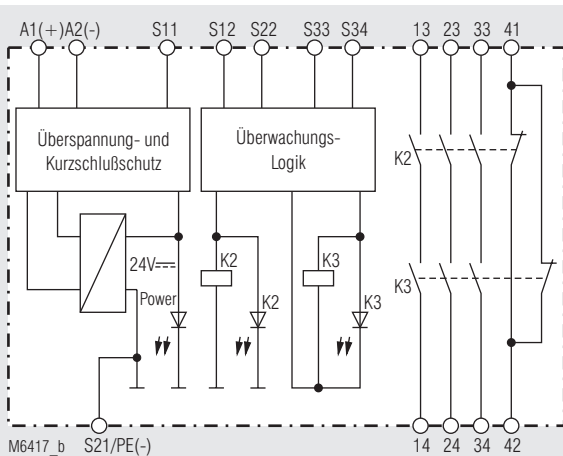 A1(+) A2(-) S11 S12 S22 S33 S34 13 23 33 41
Überspannung- und
Kurzschlußschutz
Überwachungs-
Logik
K2
24V
K2
K3
Power
K2
K3
K3
M6417_b S21/PE(-) 14 24 34 42